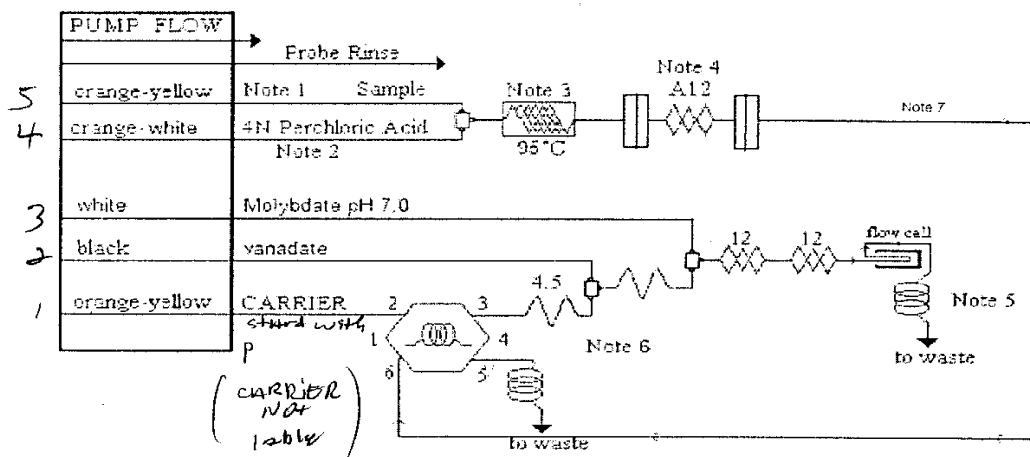 PUMP FLOW
Probe Rinse
5 orange-yellow Note 1 Sample
4 orange-white 4N Perchloric Acid
Note 2
Note 3
95°C
Note 4
A12
Note 7
3 white Molybdate pH 7.0
2 black vanadate
1 orange-yellow CARRIER
with
P
(CARRIER
Not
1 2 3 4 5 6
4.5
12 12
flow cell
Note 5
to waste
Note 6
to waste